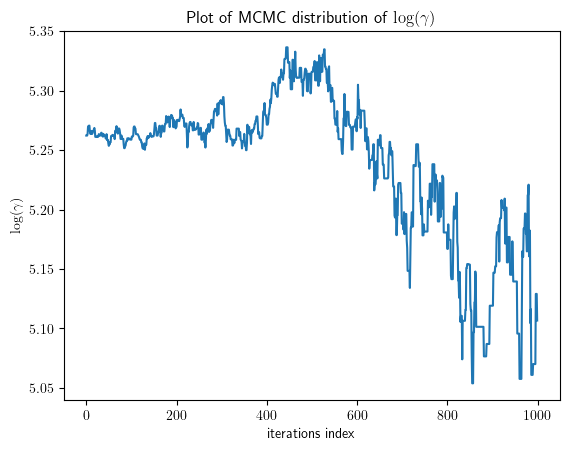 Plot of MCMC distribution of log(γ)
5.35
5.30
5.25
5.20
5.15
5.10
5.05
log(γ)
0 200 400 600 800 1000
iterations index